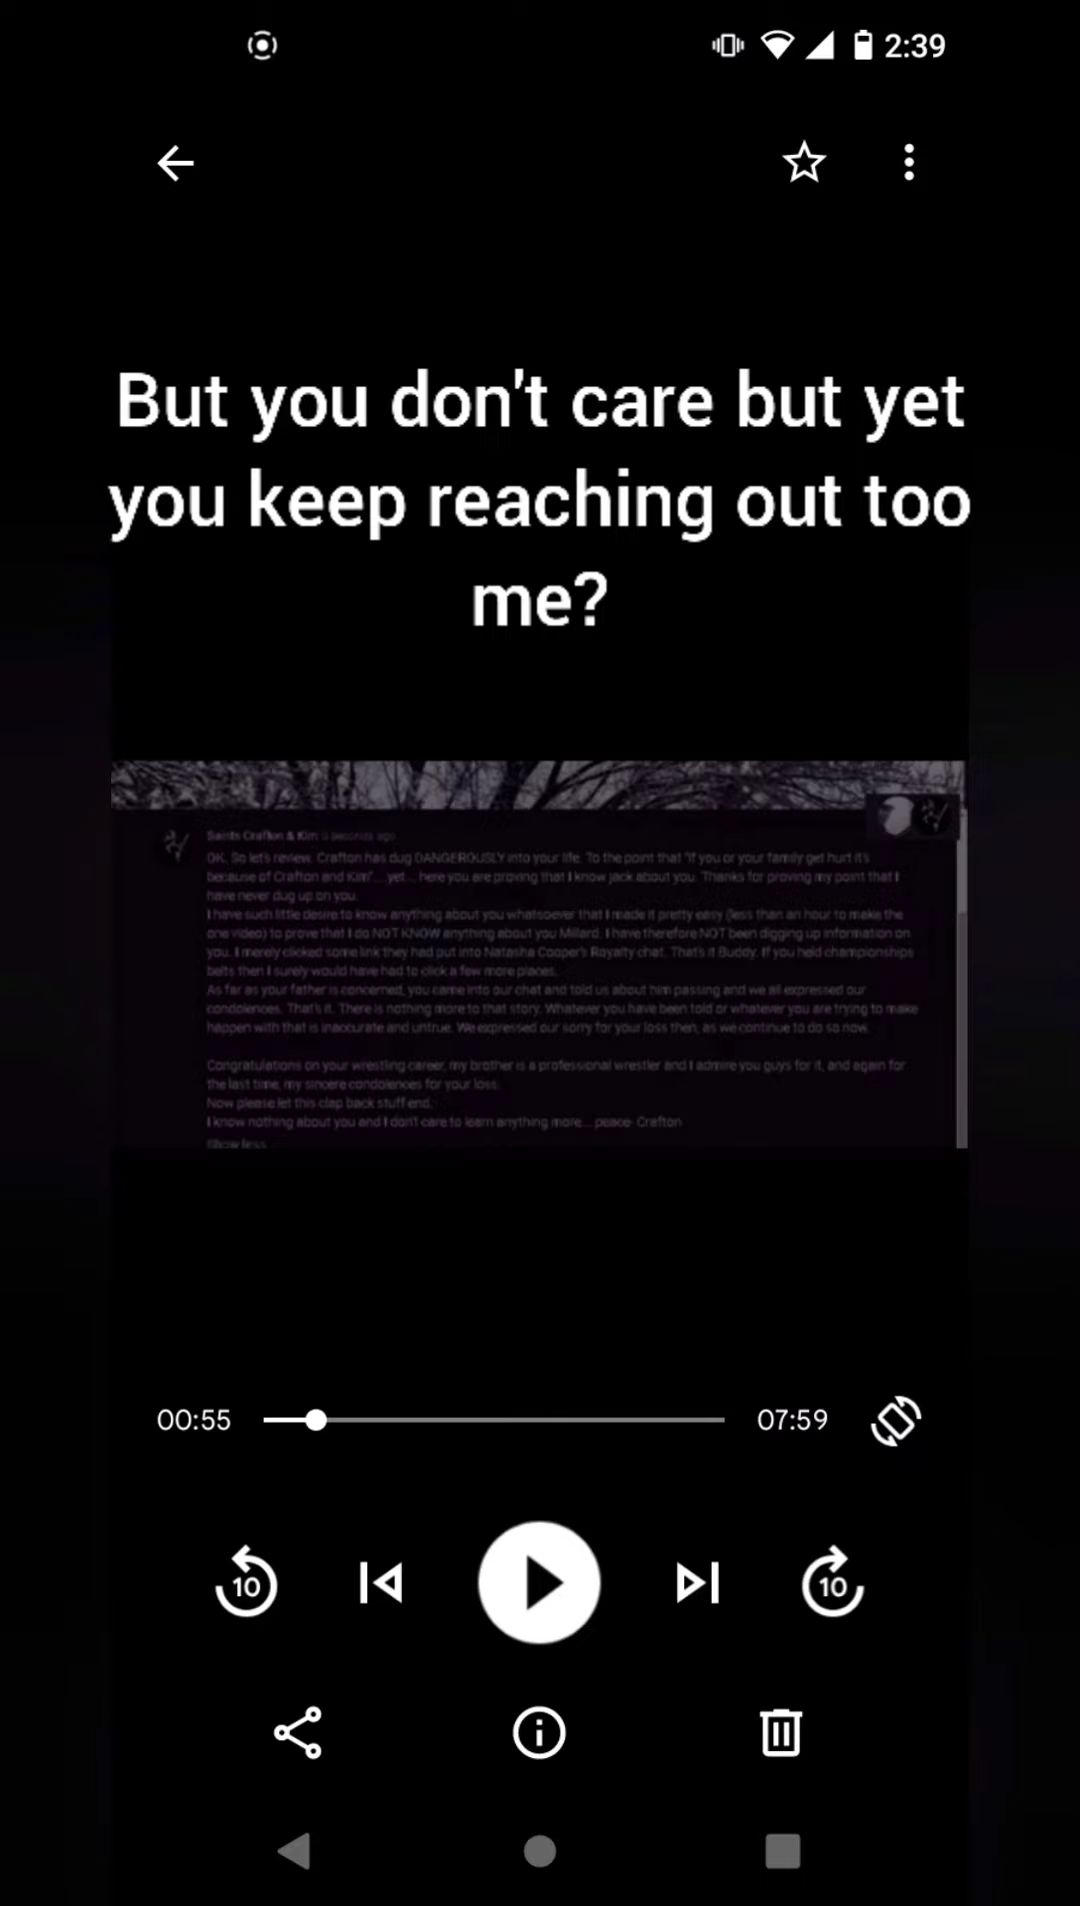 2:39
But you don't care but yet
you keep reaching out too
me?
Saints Crafton & Kim 0 seconds ago
OK. So let's review. Crafton has dug DANGEROUSLY into your life. To the point that "if you or your family get hurt it's
because of Crafton and Kim"....yet.... here you are proving that I know jack about you. Thanks for proving my point that I
have never dug up on you.
I have such little desire to know anything about you whatsoever that I made it pretty easy (less than an hour to make the
one video) to prove that I do NOT KNOW anything about you Millard. I have therefore NOT been digging up information on
you. I merely clicked some link they had put into Natasha Cooper's Royalty chat. That's it Buddy. If you held championships
belts then I surely would have had to click a few more places.
As far as your father is concerned, you came into our chat and told us about him passing and we all expressed our
condolences. That's it. There is nothing more to that story. Whatever you have been told or whatever you are trying to make
happen with that is inaccurate and untrue. We expressed our sorry for your loss then, as we continue to do so now.
Congratulations on your wrestling career, my brother is a professional wrestler and I admire you guys for it, and again for
the last time, my sincere condolences for your loss.
Now please let this clap back stuff end.
I know nothing about you and I don't care to learn anything more... peace- Crafton
Show less
00:55
07:59
10
10